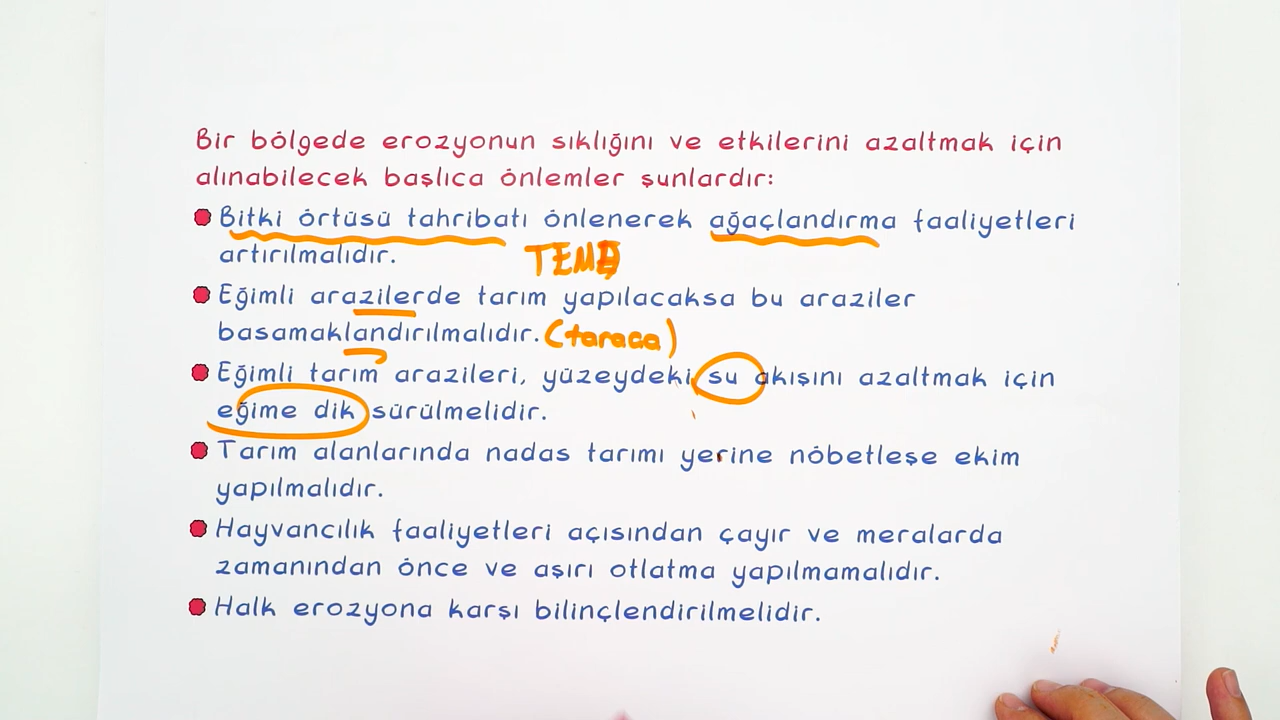 Bir bölgede erozyonun sıklığını ve etkilerini azaltmak için
alınabilecek başlıca önlemler şunlardır:
Bitki örtüsü tahribatı önlenerek ağaçlandırma faaliyetleri
artırılmalıdır. TEMA
Eğimli arazilerde tarım yapılacaksa bu araziler
basamaklandırılmalıdır. (taraca)
Eğimli tarım arazileri, yüzeydeki su akışını azaltmak için
eğime dik sürülmelidir.
Tarım alanlarında nadas tarımı yerine nöbetleşe ekim
yapılmalıdır.
Hayvancılık faaliyetleri açısından çayır ve meralarda
zamanından önce ve aşırı otlatma yapılmamalıdır.
Halk erozyona karşı bilinçlendirilmelidir.